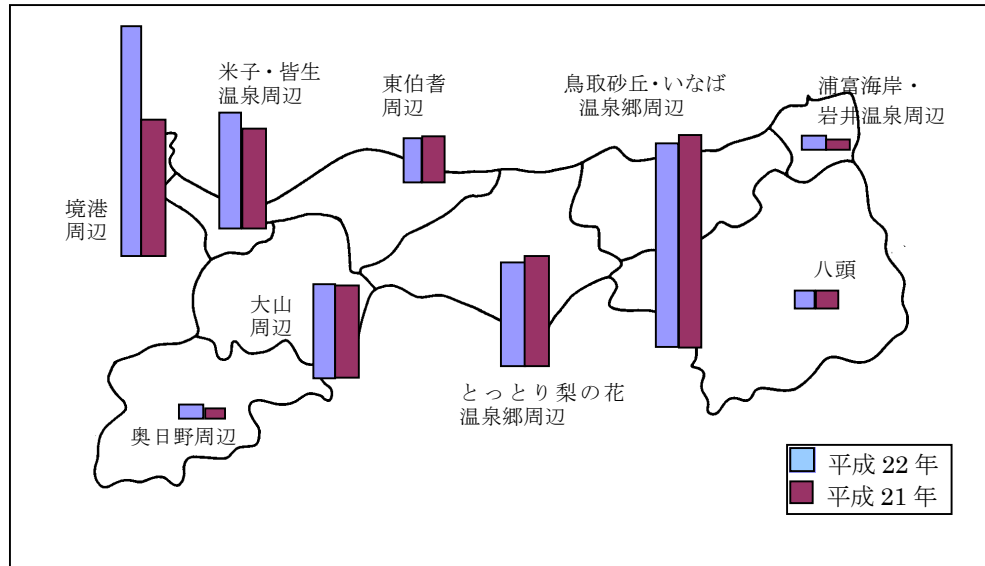 米子・皆生
温泉周辺
東伯耆
周辺
鳥取砂丘・いなば
温泉郷周辺
浦富海岸・
岩井温泉周辺
境港
周辺
大山
周辺
八頭
とっとり梨の花
温泉郷周辺
奥日野周辺
平成 22 年
平成 21 年